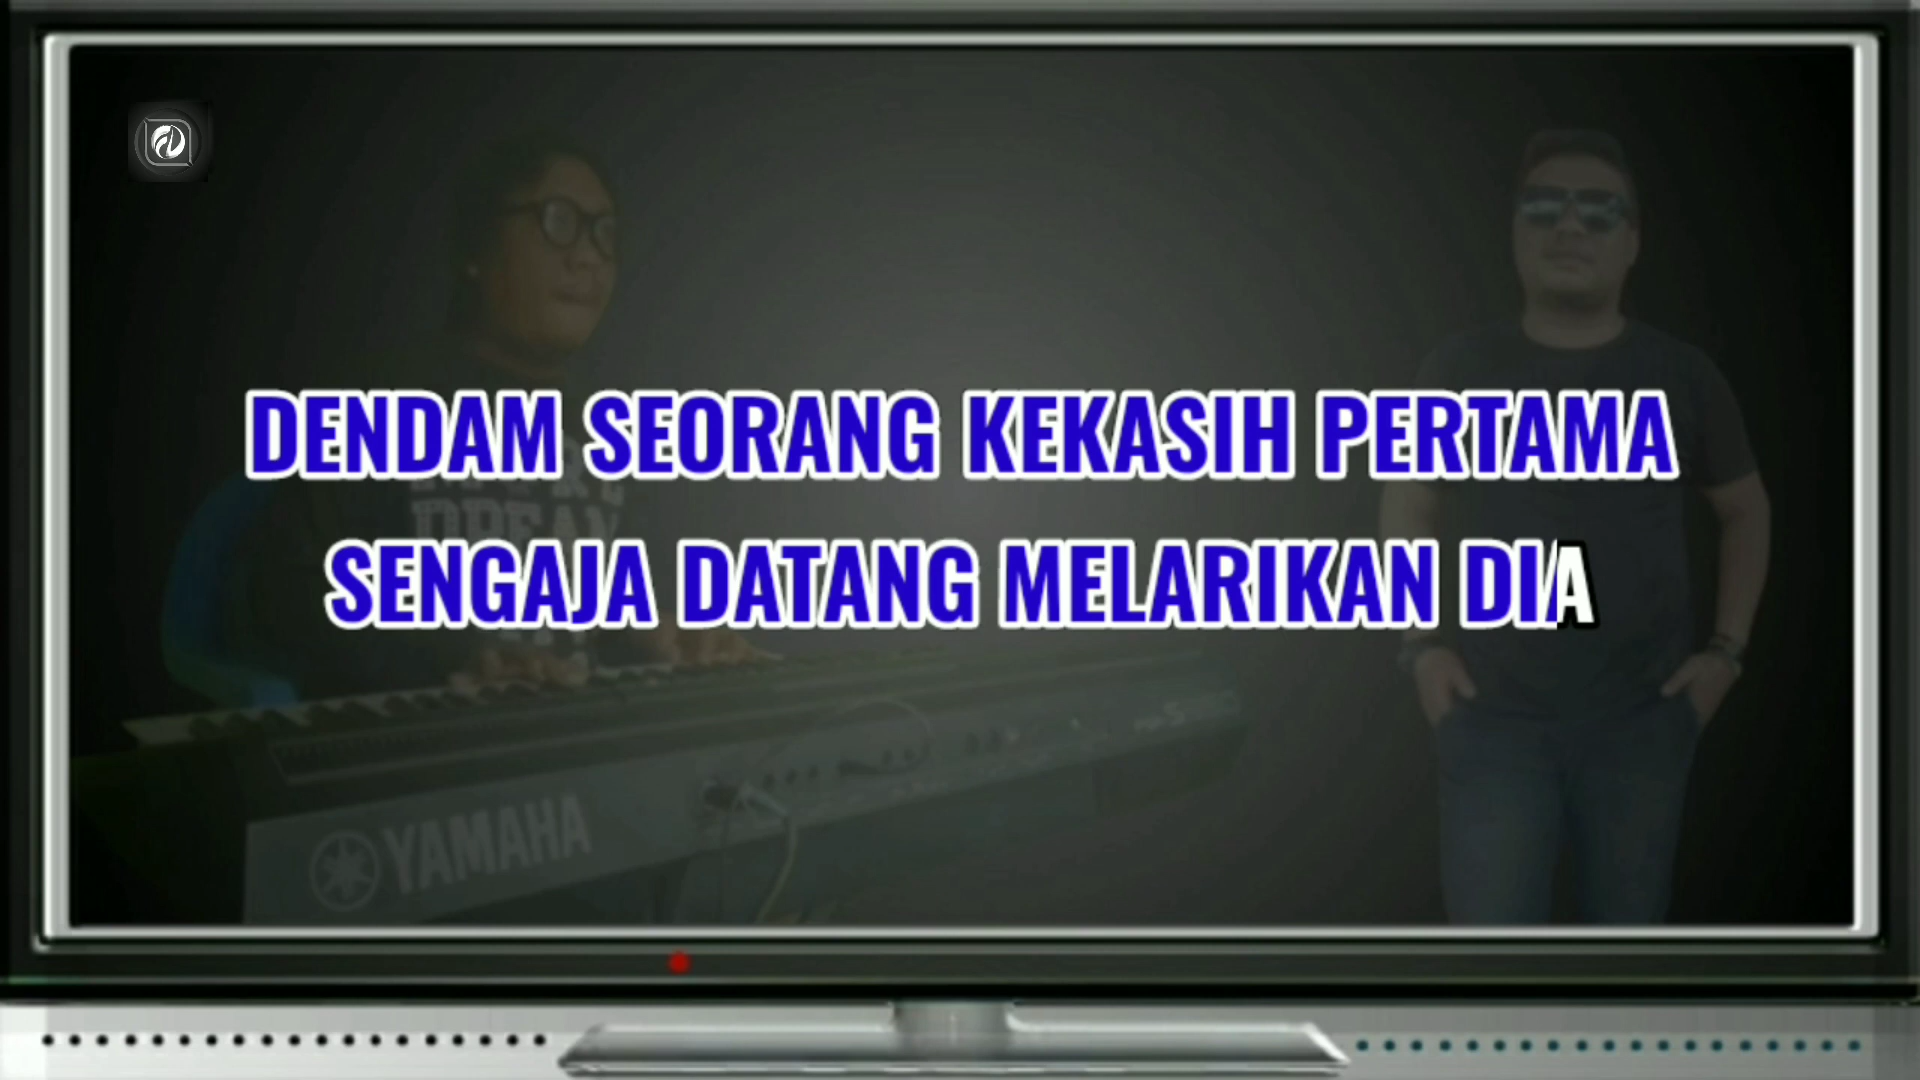 DENDAM SEORANG KEKASIH PERTAMA
SENGAJA DATANG MELARIKAN DIA
YAMAHA